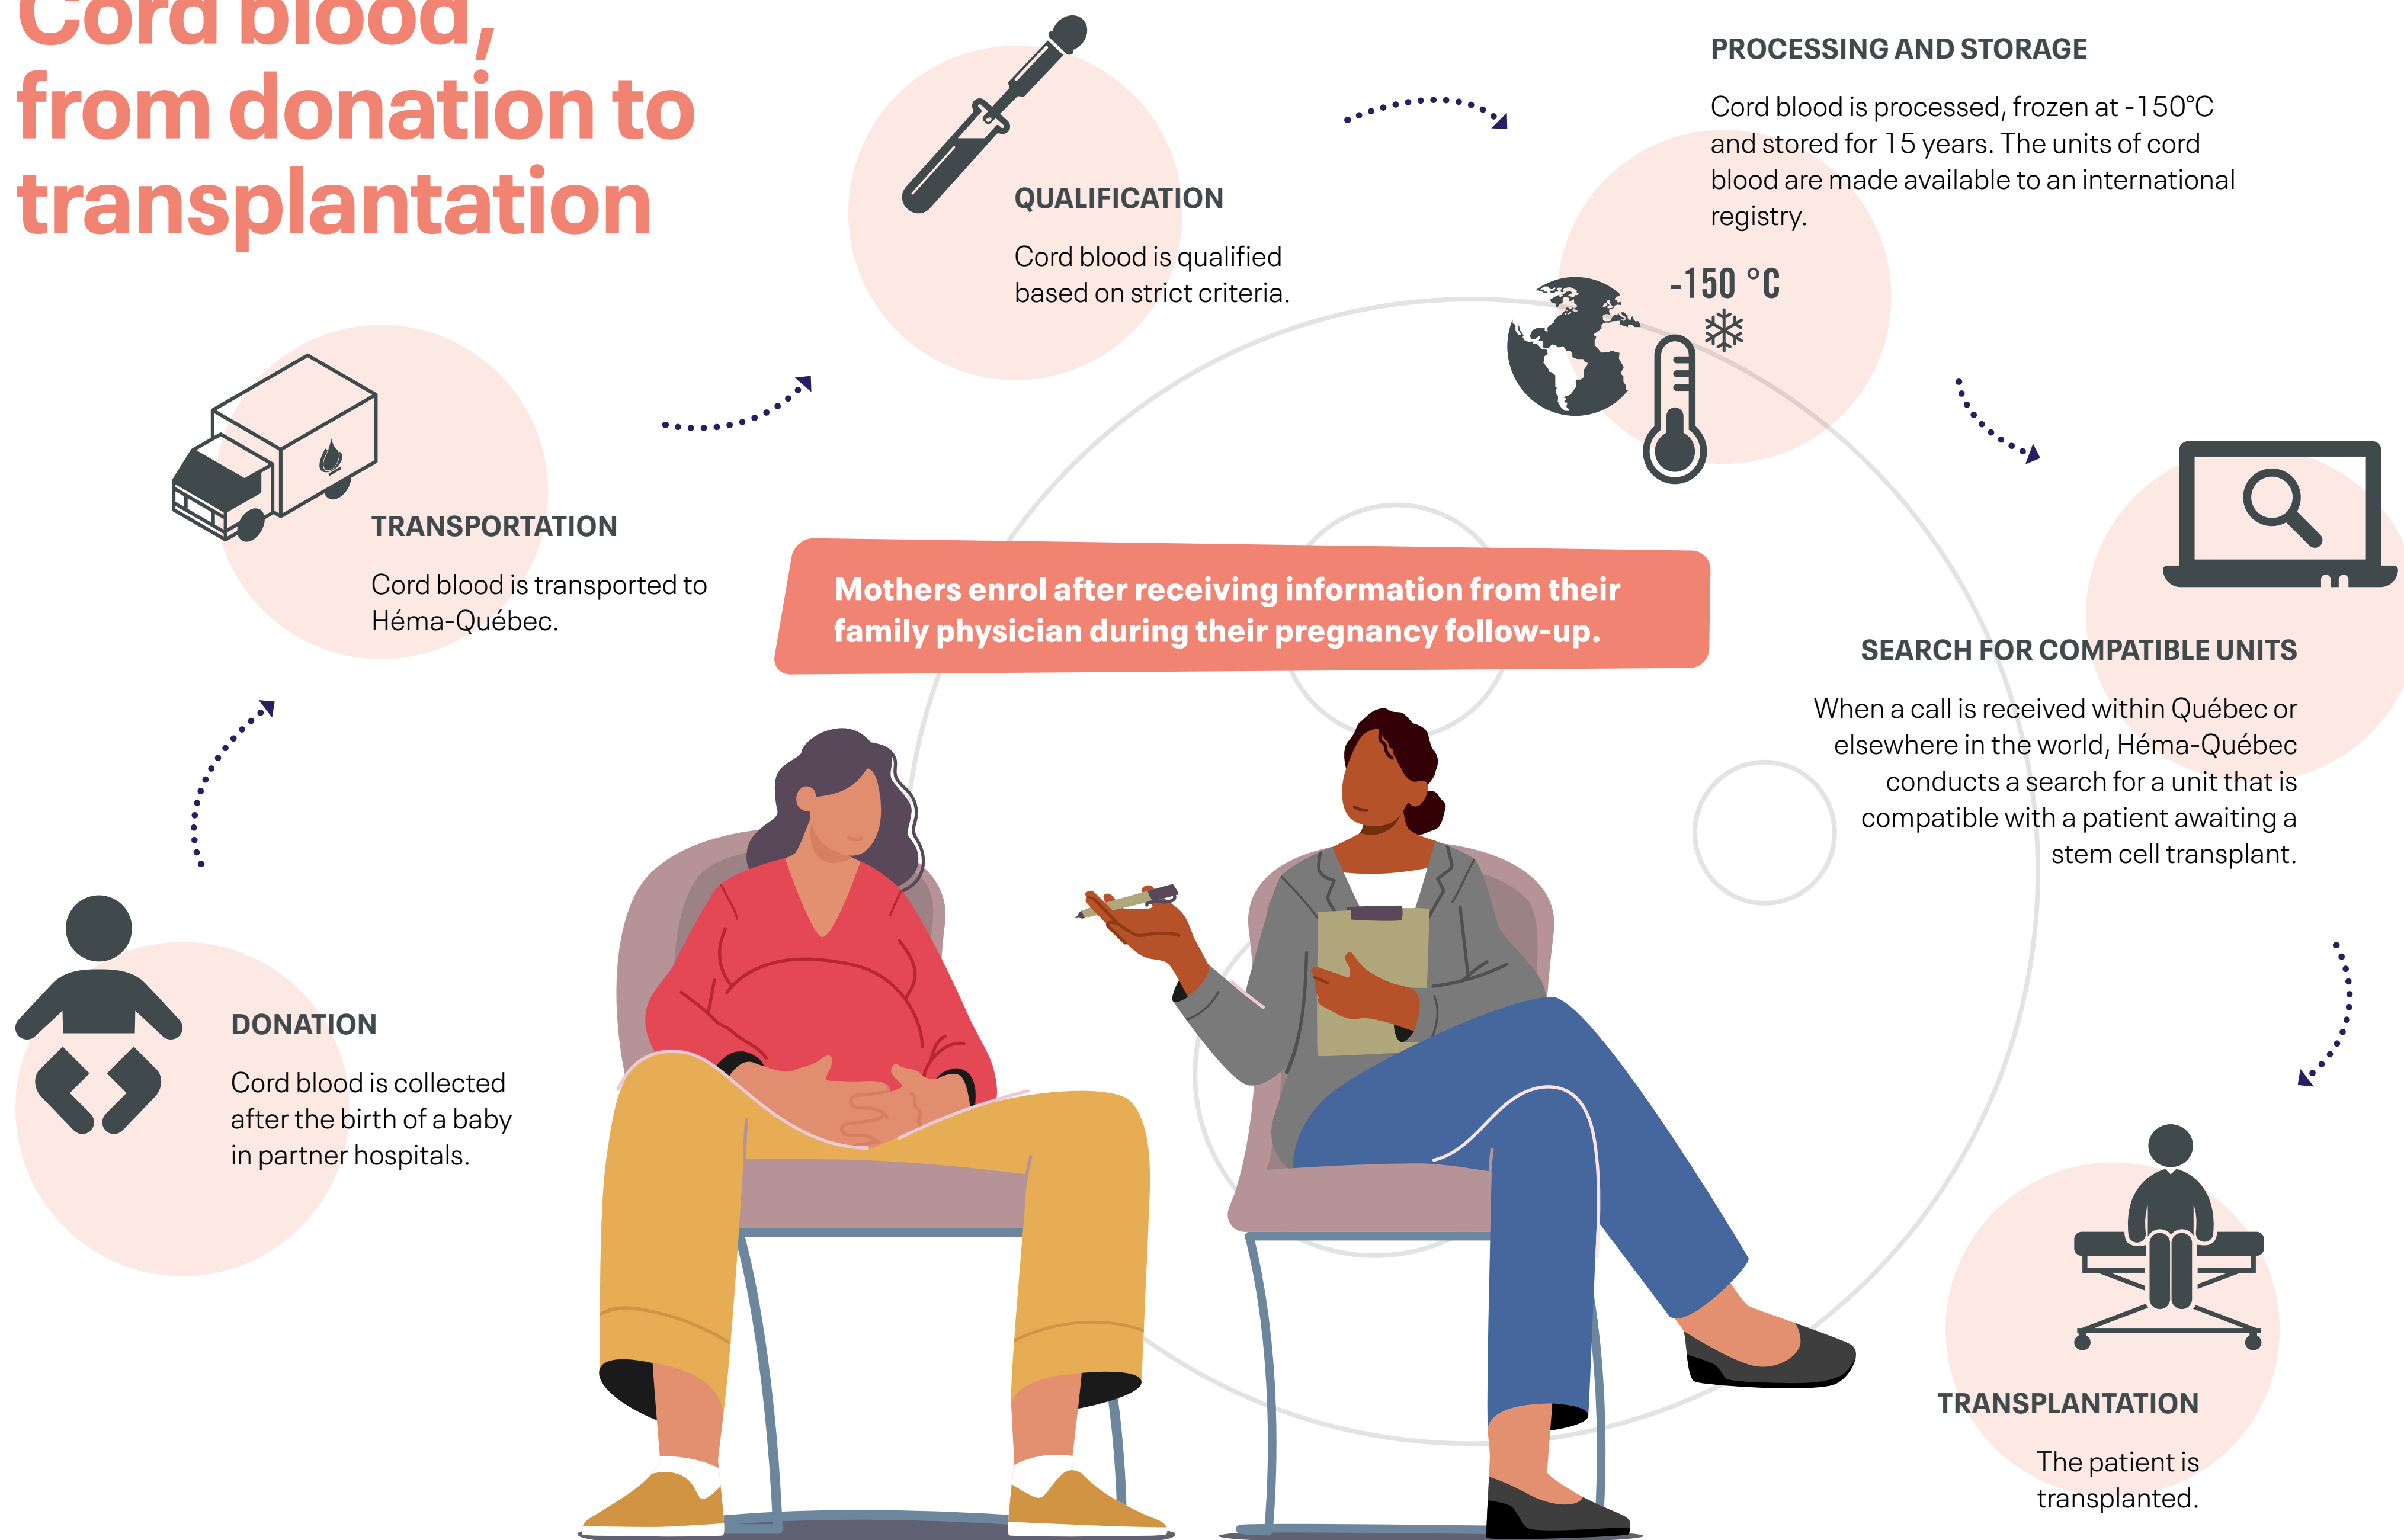 Cord blood,
from donation to
transplantation
DONATION
Cord blood is collected
after the birth of a baby
in partner hospitals.
TRANSPORTATION
Cord blood is transported to
Héma-Québec.
QUALIFICATION
Cord blood is qualified
based on strict criteria.
PROCESSING AND STORAGE
Cord blood is processed, frozen at -150°C
and stored for 15 years. The units of cord
blood are made available to an international
registry.
-150 °C
SEARCH FOR COMPATIBLE UNITS
When a call is received within Québec or
elsewhere in the world, Héma-Québec
conducts a search for a unit that is
compatible with a patient awaiting a
stem cell transplant.
TRANSPLANTATION
The patient is
transplanted.
Mothers enrol after receiving information from their
family physician during their pregnancy follow-up.